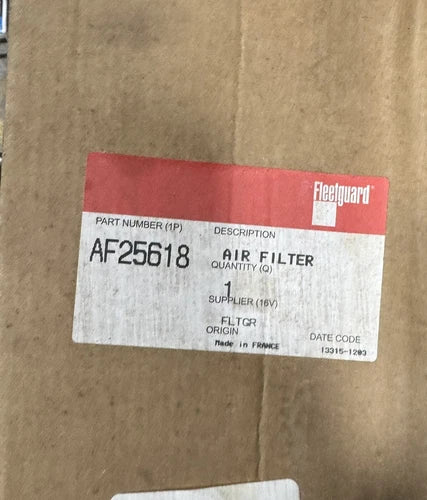 Fleetguard
PART NUMBER (1P)
DESCRIPTION
AF25618
AIR FILTER
QUANTITY (Q)
1
SUPPLIER (16V)
FLTGR
ORIGIN
DATE CODE
Made in FRANCE
13315-1203